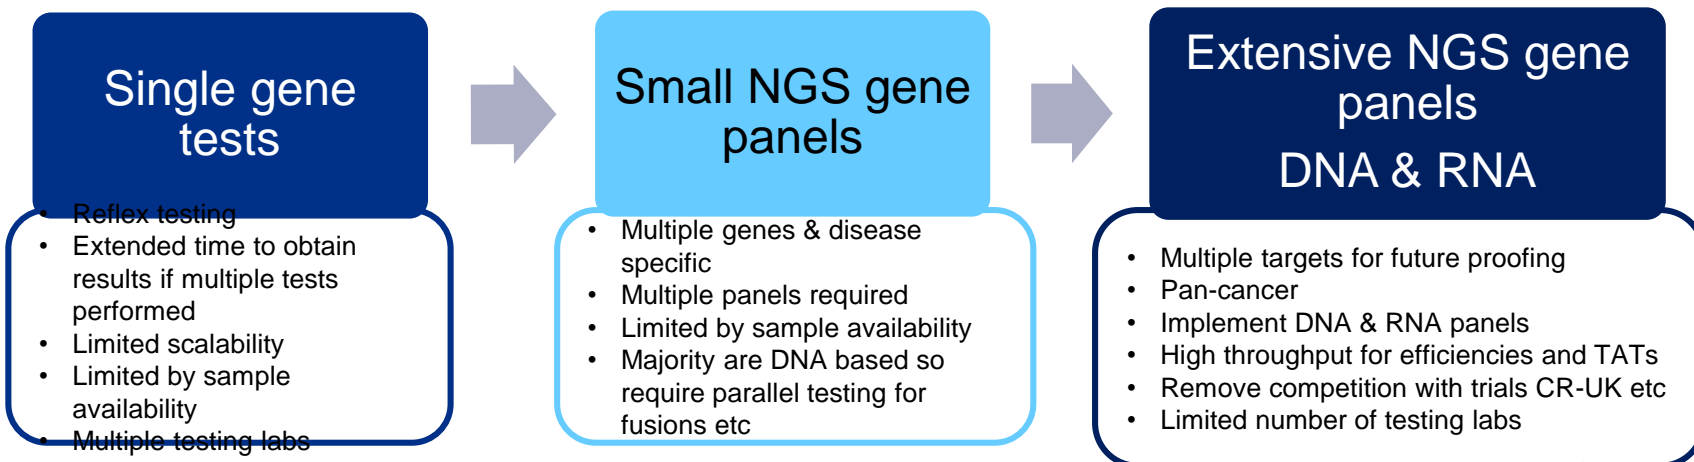 Single gene
tests
• Reflex testing
• Extended time to obtain
results if multiple tests
performed
• Limited scalability
• Limited by sample
availability
• Multiple testing labs
Small NGS gene
panels
• Multiple genes & disease
specific
• Multiple panels required
• Limited by sample availability
• Majority are DNA based so
require parallel testing for
fusions etc
Extensive NGS gene
panels
DNA & RNA
• Multiple targets for future proofing
• Pan-cancer
• Implement DNA & RNA panels
• High throughput for efficiencies and TATs
• Remove competition with trials CR-UK etc
• Limited number of testing labs